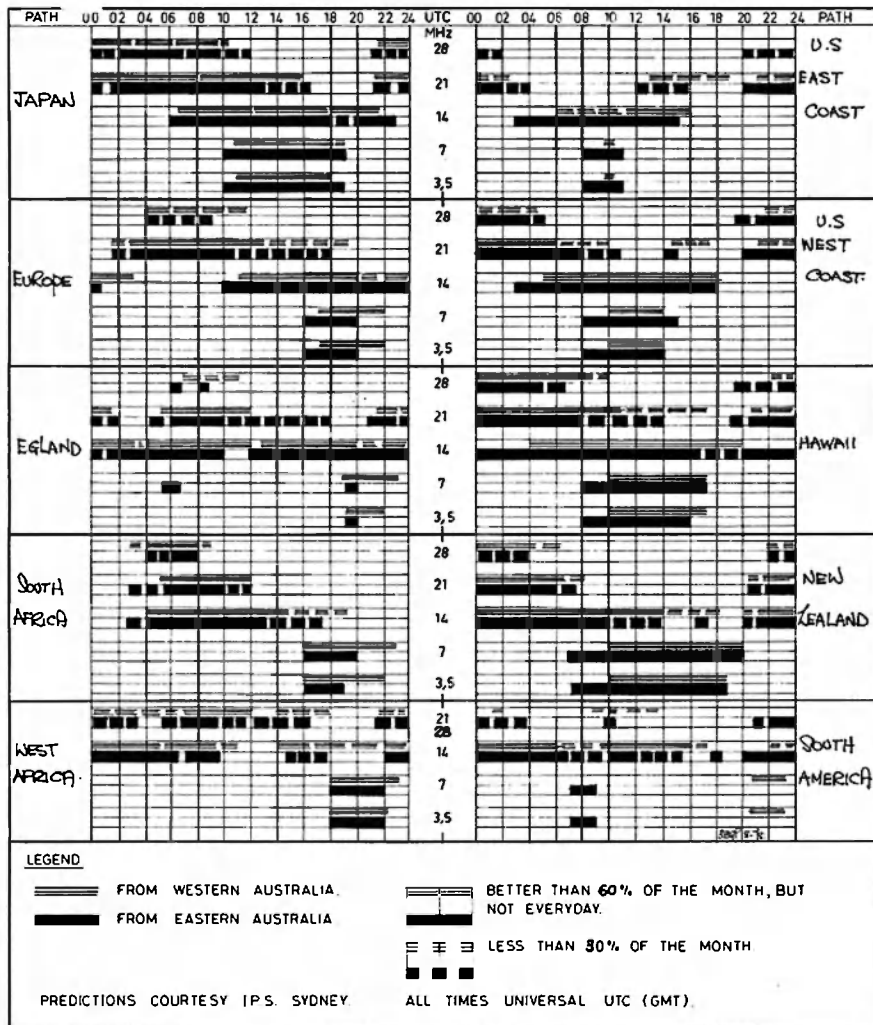 PATH 00 02 04 06 08 10 12 14 16 18 20 22 24 UTC 00 02 04 06 08 10 12 14 16 18 20 22 24 PATH
MHz
JAPAN
28
21
14
7
3,5
U.S
EAST
COAST
EUROPE
28
21
14
7
3,5
U.S
WEST
COAST.
EGLAND
28
21
14
7
3,5
HAWAII
SOUTH
AFRICA
28
21
14
7
3,5
NEW
ZEALAND
WEST
AFRICA.
21
28
14
7
3,5
SOUTH
AMERICA
LEGEND
FROM WESTERN AUSTRALIA.
FROM EASTERN AUSTRALIA
BETTER THAN 60% OF THE MONTH, BUT
NOT EVERYDAY.
LESS THAN 30% OF THE MONTH
PREDICTIONS COURTESY I.P.S. SYDNEY.
ALL TIMES UNIVERSAL UTC (GMT).